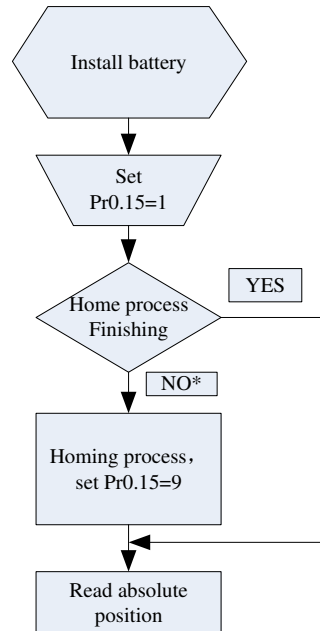 Install battery
Set
Pr0.15=1
Home process
Finishing
YES
NO*
Homing process，
set Pr0.15=9
Read absolute
position